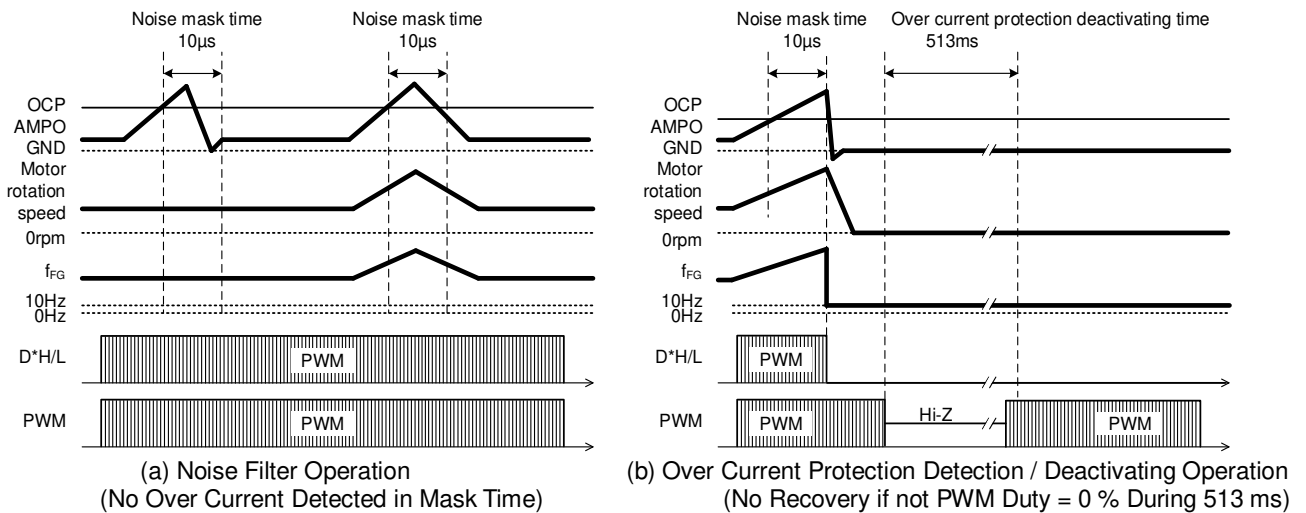 Noise mask time
10µs
Noise mask time
10µs
OCP
AMPO
GND
Motor
rotation
speed
0rpm
fFG
10Hz
0Hz
D*H/L
PWM
PWM
PWM
(a) Noise Filter Operation
(No Over Current Detected in Mask Time)
Noise mask time
10µs
Over current protection deactivating time
513ms
OCP
AMPO
GND
Motor
rotation
speed
0rpm
fFG
10Hz
0Hz
D*H/L
PWM
PWM
PWM
Hi-Z
PWM
(b) Over Current Protection Detection / Deactivating Operation
(No Recovery if not PWM Duty = 0 % During 513 ms)